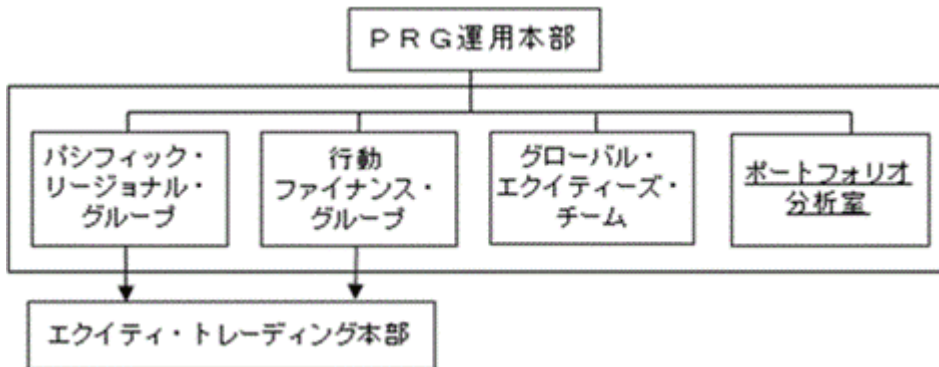 ＰＲＧ運用本部
パシフィック・
リージョナル・
グループ
行動
ファイナンス・
グループ
グローバル・
エクイティーズ・
チーム
ポートフォリオ
分析室
エクイティ・トレーディング本部